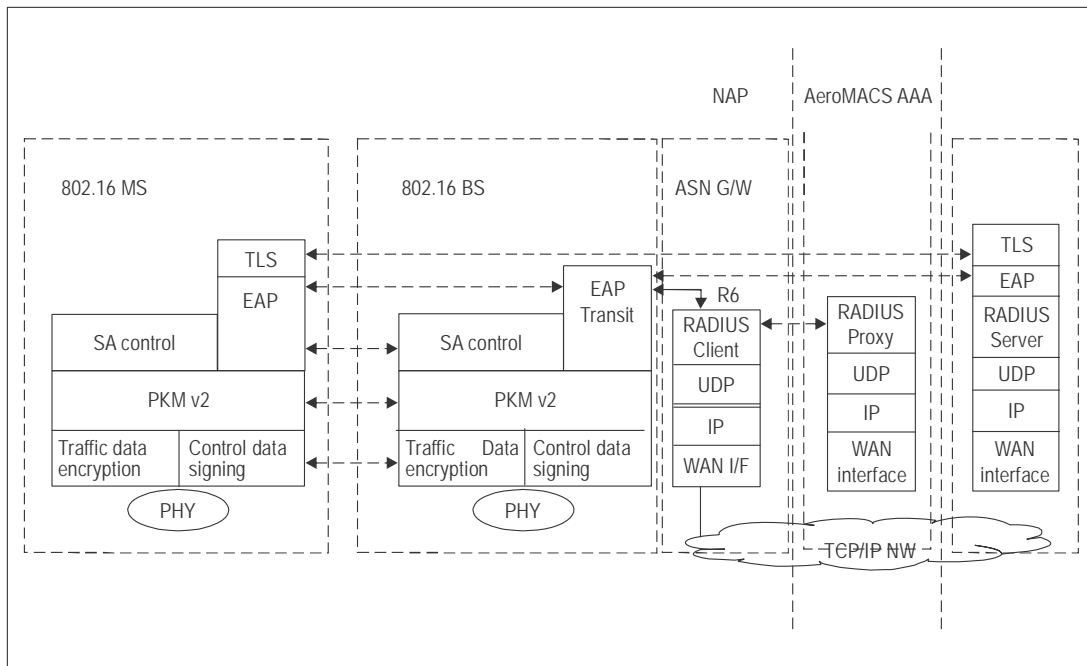 NAP
AeroMACS AAA
802.16 MS
802.16 BS
ASN G/W
TLS
EAP
SA control
PKM v2
Traffic data
encryption
Control data
signing
PHY
EAP
Transit
SA control
PKM v2
Traffic Data
encryption
Control data
signing
PHY
R6
RADIUS
Client
UDP
IP
WAN I/F
RADIUS
Proxy
UDP
IP
WAN
interface
TLS
EAP
RADIUS
Server
UDP
IP
WAN
interface
TCP/IP NW